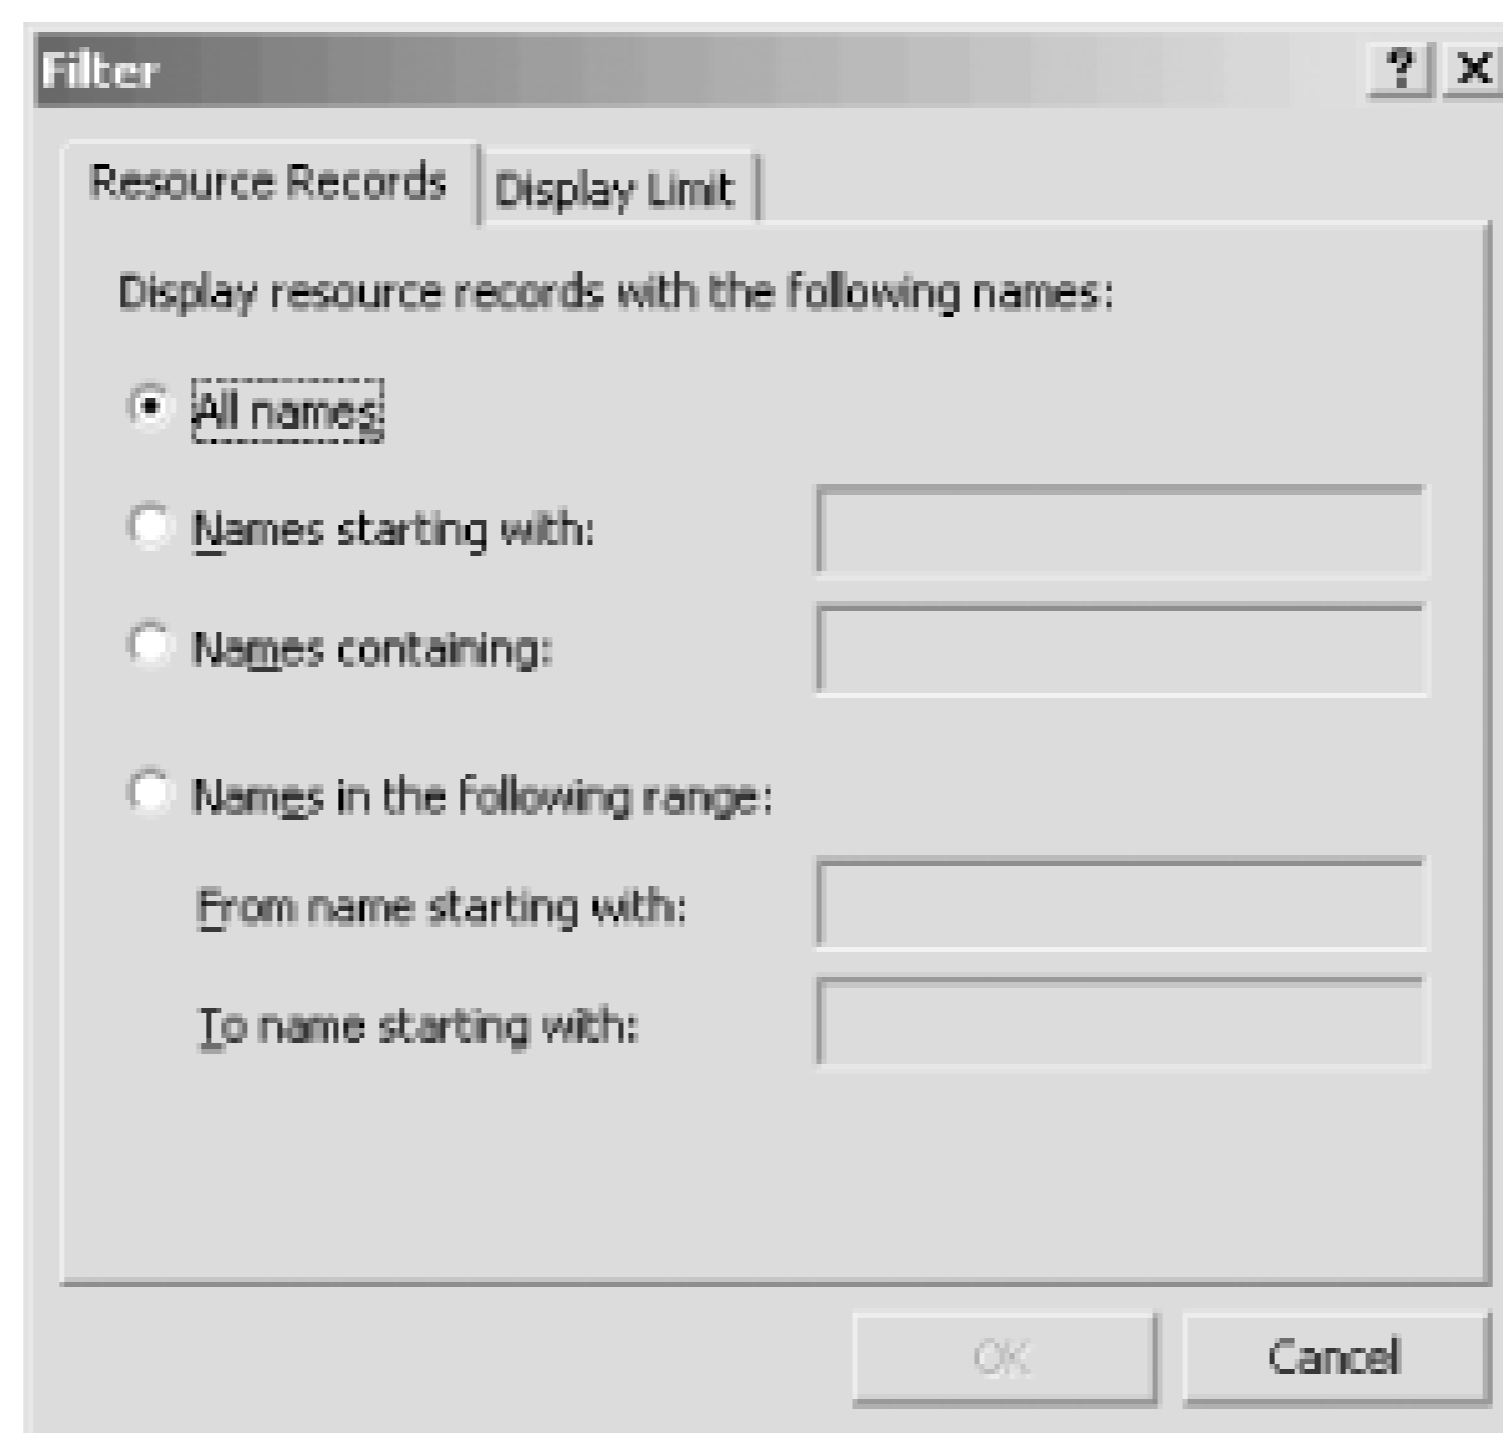 Filter
? X
Resource Records Display Limit
Display resource records with the following names:
All names
Names starting with:
Names containing:
Names in the following range:
From name starting with:
To name starting with:
OK Cancel